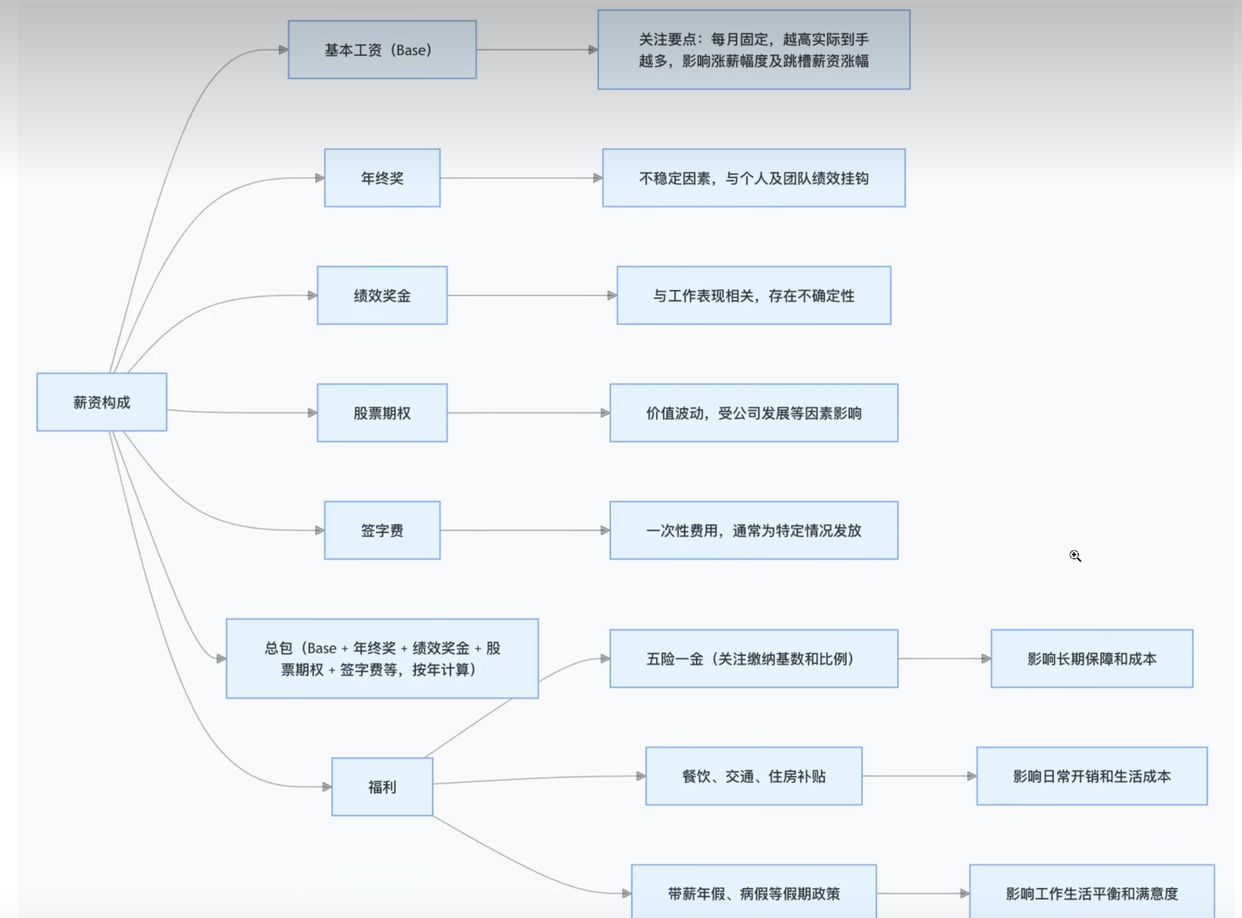 基本工资（Base）
关注要点：每月固定，越高实际到手
越多，影响涨薪幅度及跳槽薪资涨幅
年终奖
不稳定因素，与个人及团队绩效挂钩
绩效奖金
与工作表现相关，存在不确定性
薪资构成
股票期权
价值波动，受公司发展等因素影响
签字费
一次性费用，通常为特定情况发放
总包（Base + 年终奖 + 绩效奖金 + 股
票期权 + 签字费等，按年计算）
五险一金（关注缴纳基数和比例）
影响长期保障和成本
福利
餐饮、交通、住房补贴
影响日常开销和生活成本
带薪年假、病假等假期政策
影响工作生活平衡和满意度